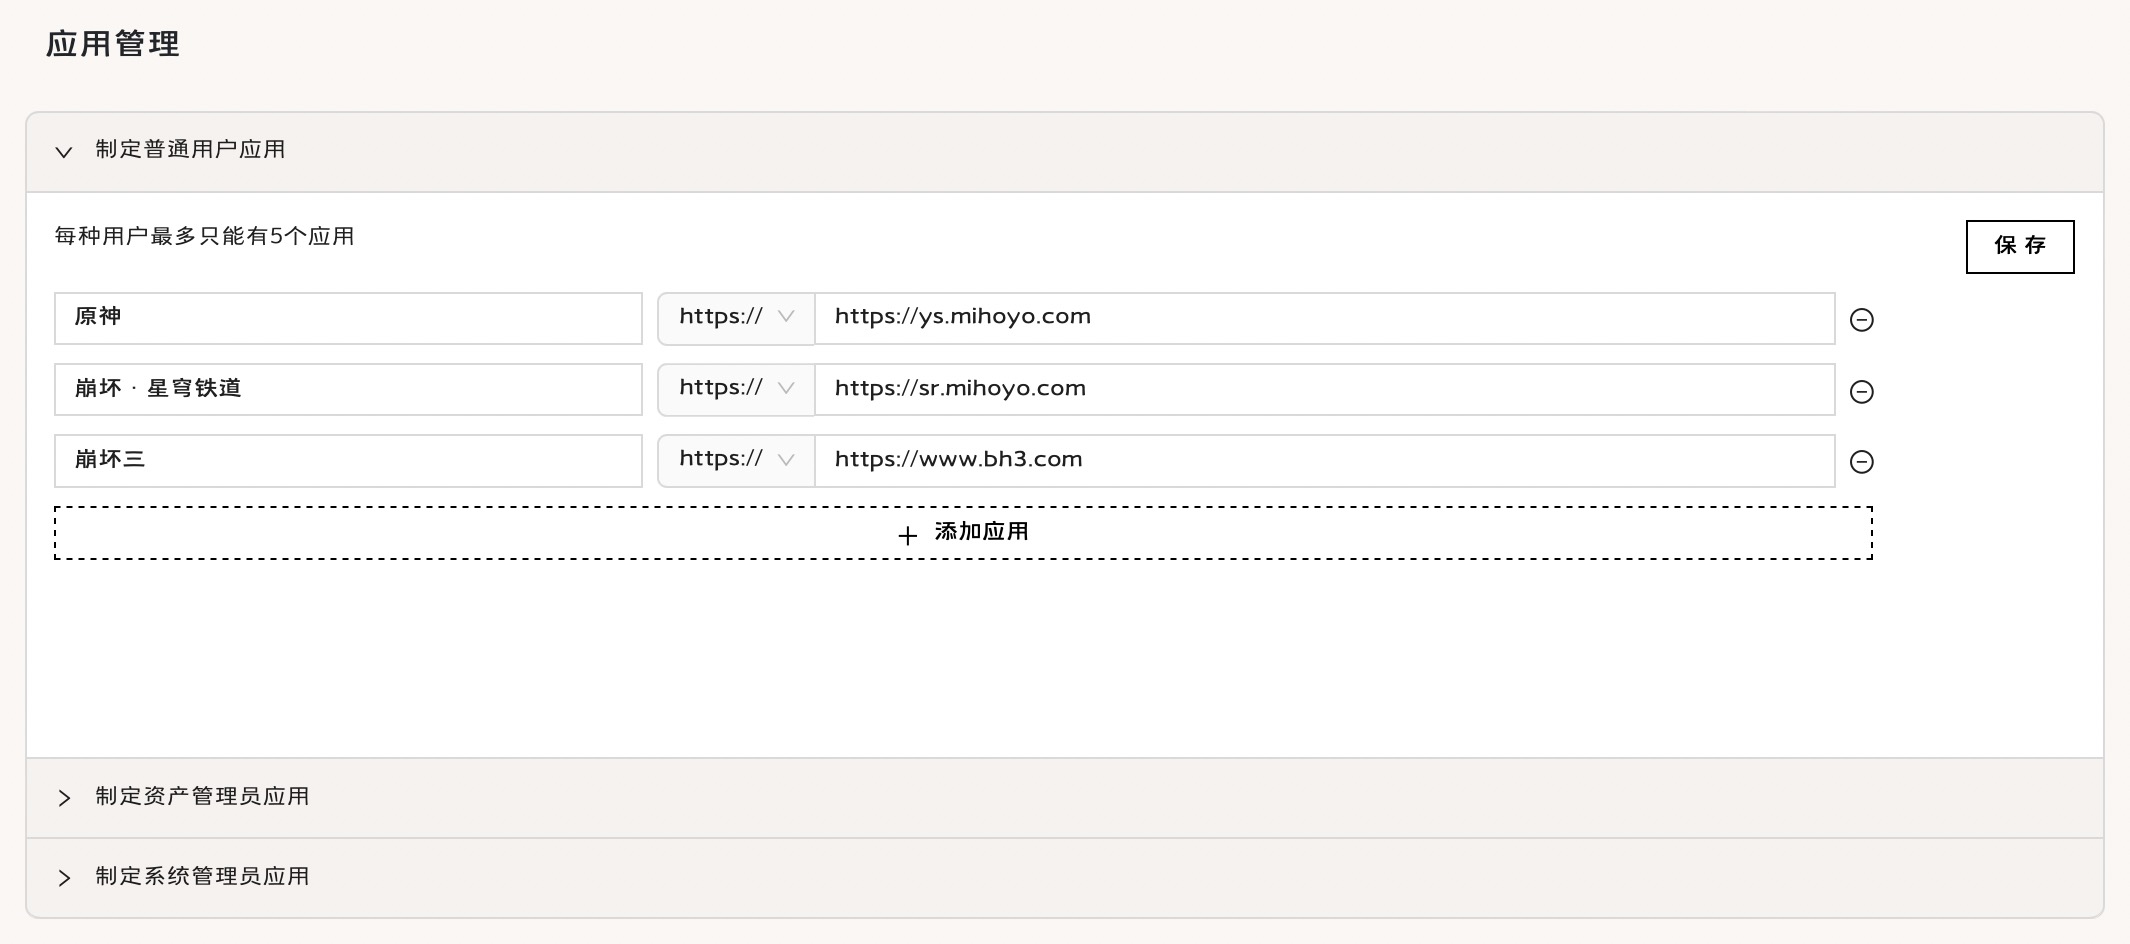 应用管理
制定普通用户应用
每种用户最多只能有5个应用
保 存
原神 https:// https://ys.mihoyo.com
崩坏 · 星穹铁道 https:// https://sr.mihoyo.com
崩坏三 https:// https://www.bh3.com
添加应用
制定资产管理员应用
制定系统管理员应用